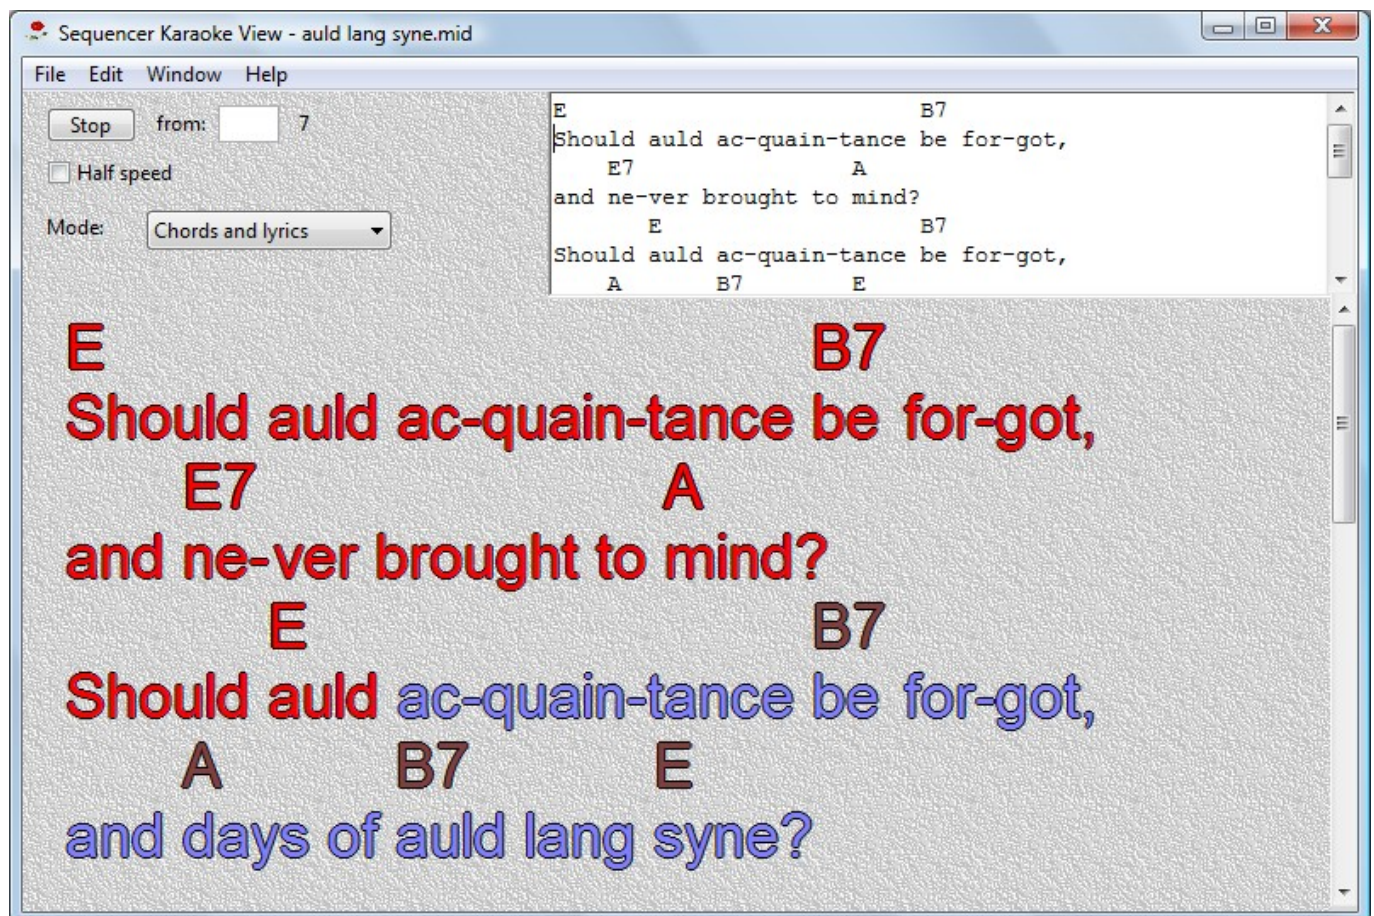 Sequencer Karaoke View - auld lang syne.mid
File Edit Window Help
Stop from: 7
Half speed
Mode: Chords and lyrics
E B7
Should auld ac-quain-tance be for-got,
E7 A
and ne-ver brought to mind?
E B7
Should auld ac-quain-tance be for-got,
A B7 E
E B7
Should auld ac-quain-tance be for-got,
E7 A
and ne-ver brought to mind?
E B7
Should auld ac-quain-tance be for-got,
A B7 E
and days of auld lang syne?